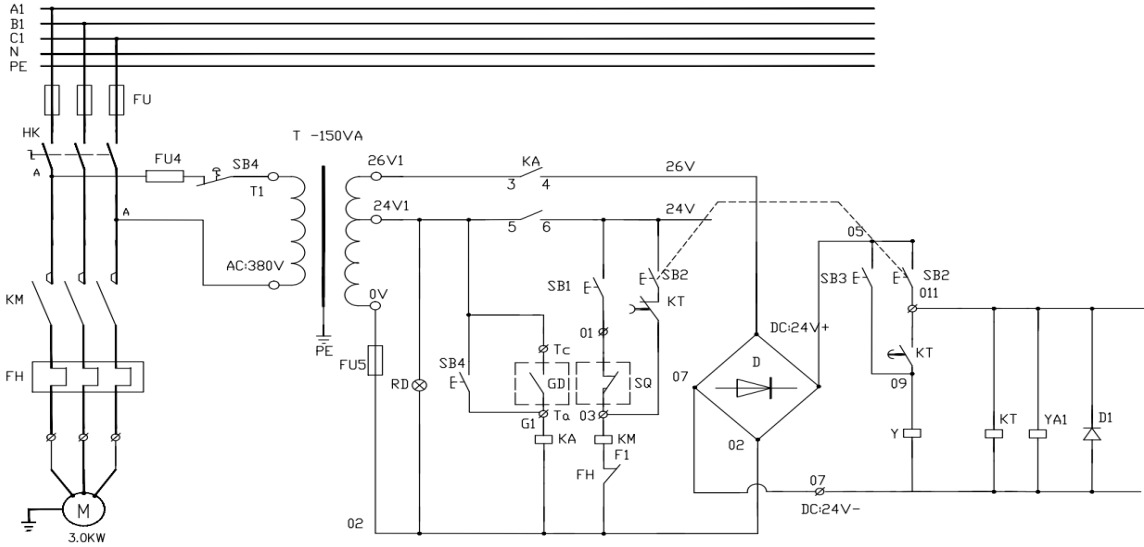 A1
B1
C1
N
PE
FU
HK
T -150VA
FU4
SB4
26V1
KA
26V
A
T1
3 4
24V1
24V
A
5 6
05
AC:380V
SB2
SB3
SB2
KM
0V
SB1
KT
011
01
DC:24V+
PE
Tc
KT
FU5
SB4
D
FH
RD
GD
SQ
07
09
G1
Ta
03
KA
KM
02
Y
KT
YA1
D1
F1
FH
07
M
02
DC:24V-
3.0KW